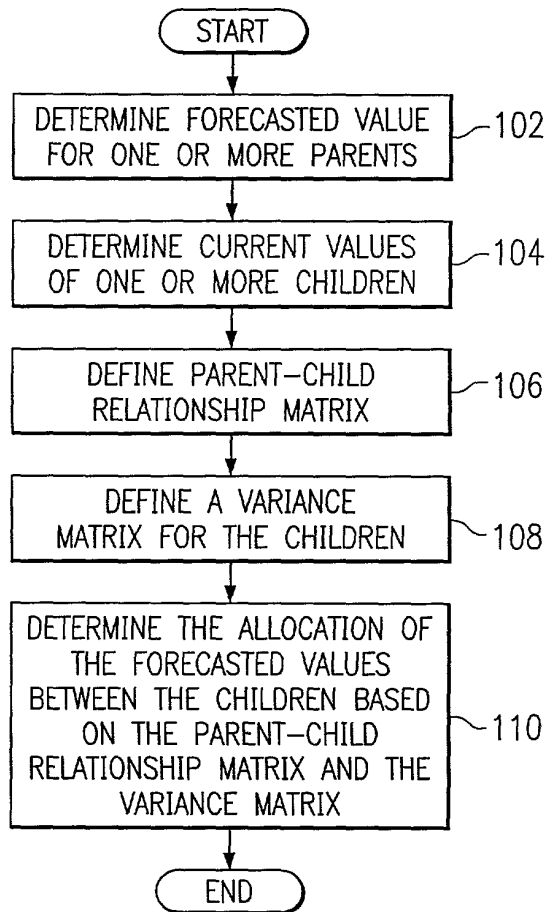 START
DETERMINE FORECASTED VALUE
FOR ONE OR MORE PARENTS
102
DETERMINE CURRENT VALUES
OF ONE OR MORE CHILDREN
104
DEFINE PARENT-CHILD
RELATIONSHIP MATRIX
106
DEFINE A VARIANCE
MATRIX FOR THE CHILDREN
108
DETERMINE THE ALLOCATION OF
THE FORECASTED VALUES
BETWEEN THE CHILDREN BASED
ON THE PARENT-CHILD
RELATIONSHIP MATRIX AND THE
VARIANCE MATRIX
110
END